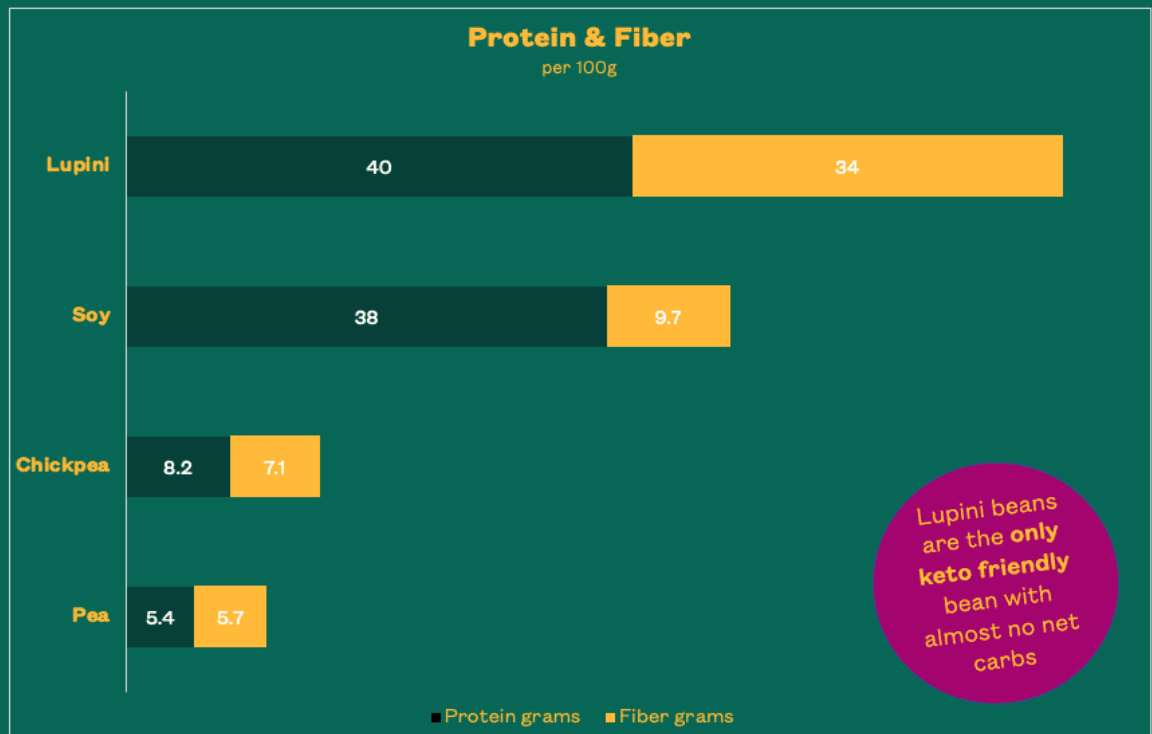 Protein & Fiber
per 100g
Lupini
40
34
Soy
38
9.7
Chickpea
8.2
7.1
Pea
5.4
5.7
Lupini beans
are the only
keto friendly
bean with
almost no net
carbs
Protein grams
Fiber grams